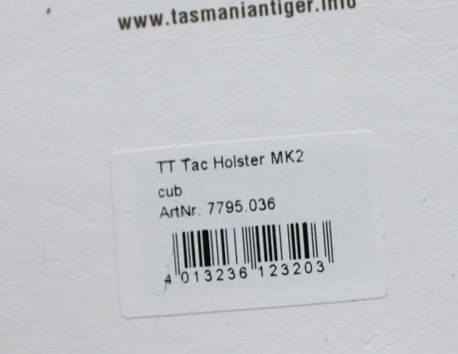 www.tasmaniantiger.info
TT Tac Holster MK2
cub
ArtNr. 7795.036
4 013236 123203